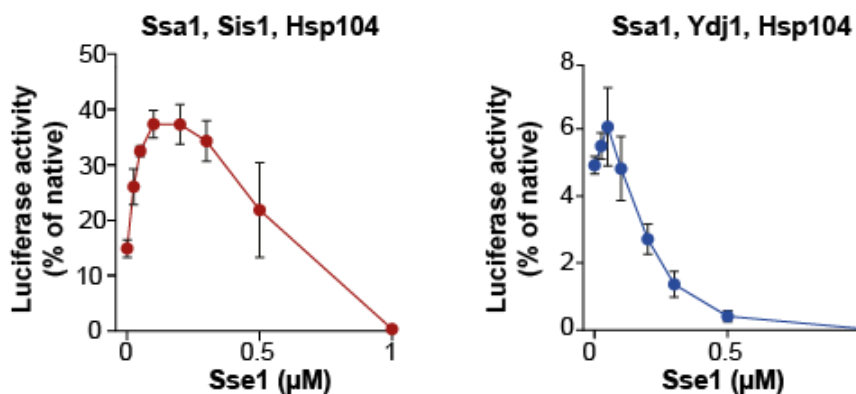 Ssa1, Sis1, Hsp104
Luciferase activity
(% of native)
50
40
30
20
10
0
0
0.5
1
Sse1 (µM)
Ssa1, Ydj1, Hsp104
Luciferase activity
(% of native)
8
6
4
2
0
0
0.5
Sse1 (µM)